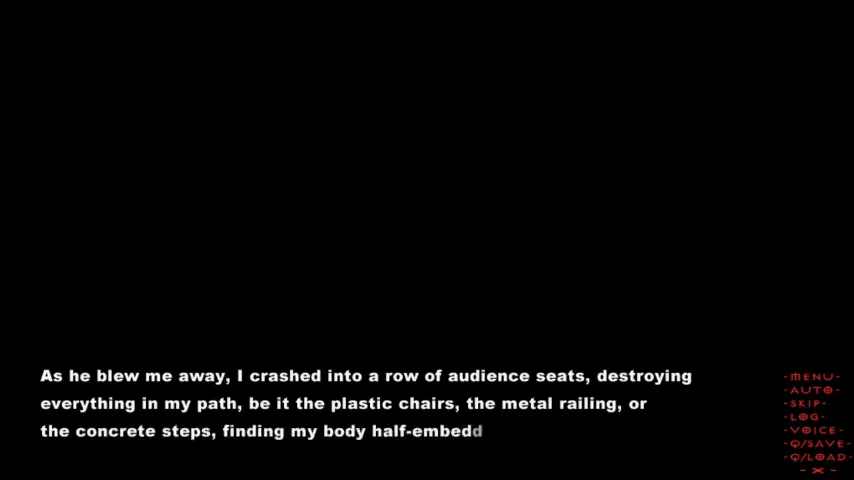 As he blew me away, I crashed into a row of audience seats, destroying
everything in my path, be it the plastic chairs, the metal railing, or
the concrete steps, finding my body half-embedd
-MENU-
-AUTO-
-SKIP-
-LOG-
-VOICE-
-Q/SAVE-
-Q/LOAD-
-×-